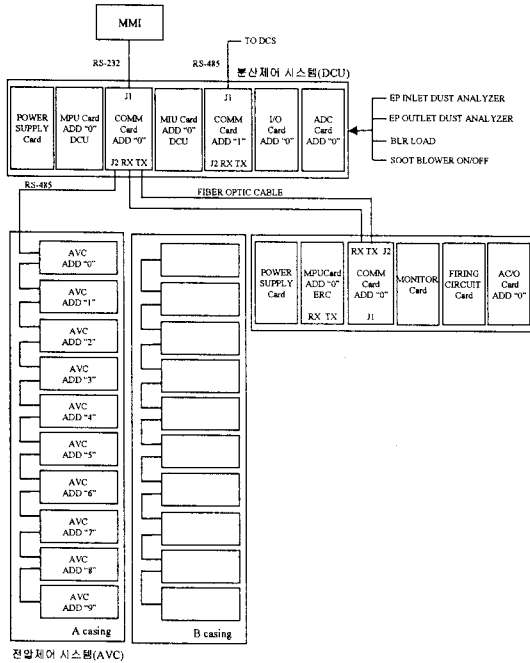 MMI
TO DCS
RS-232
RS-485
분산제어 시스템(DCU)
POWER
SUPPLY
Card
MPU Card
ADD "0"
DCU
J1
COMM
Card
ADD "0"
J2 RX TX
MIU Card
ADD "0"
DCU
J1
COMM
Card
ADD "1"
J2 RX TX
I/O
Card
ADD "0"
ADC
Card
ADD "0"
EP INLET DUST ANALYZER
EP OUTLET DUST ANALYZER
BLR LOAD
SOOT BLOWER ON/OFF
RS-485
FIBER OPTIC CABLE
POWER
SUPPLY
Card
MPUCard
ADD "0"
ERC
RX TX
RX TX J2
COMM
Card
ADD "0"
J1
MONITOR
Card
FIRING
CIRCUIT
Card
AC/O
Card
ADD "0"
AVC
ADD "0"
AVC
ADD "1"
AVC
ADD "2"
AVC
ADD "3"
AVC
ADD "4"
AVC
ADD "5"
AVC
ADD "6"
AVC
ADD "7"
AVC
ADD "8"
AVC
ADD "9"
A casing
B casing
전압제어 시스템(AVC)